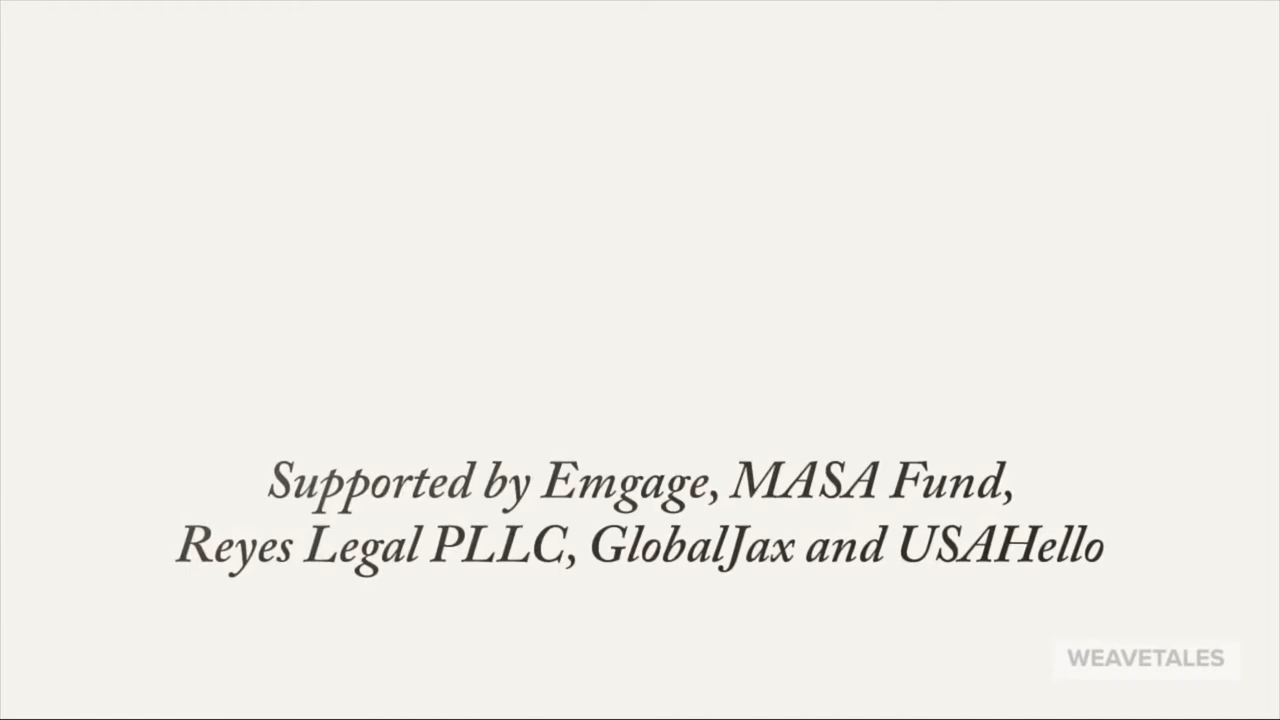 Supported by Emgage, MASA Fund,
Reyes Legal PLLC, GlobalJax and USAHello
WEAVETALES